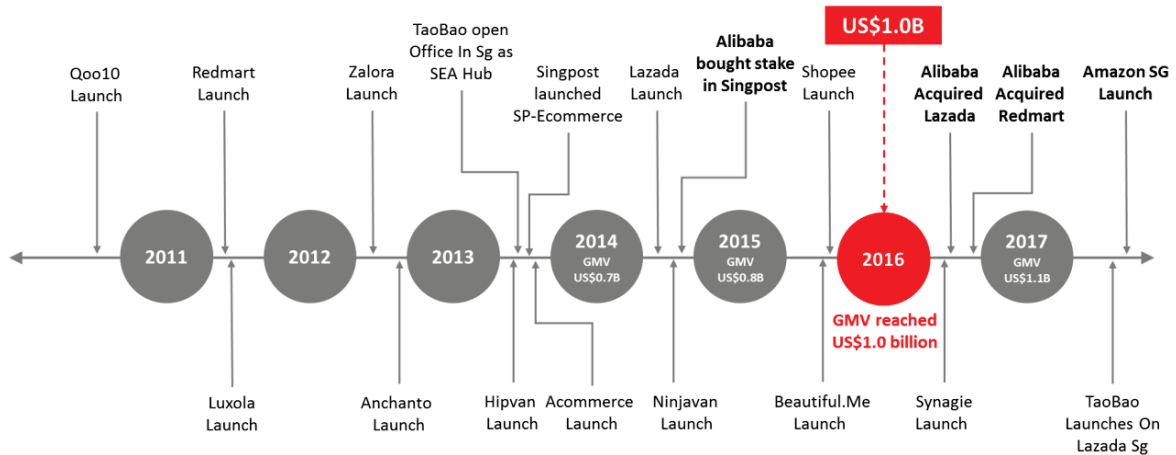 US$1.0B
Qoo10
Launch
Redmart
Launch
Zalora
Launch
TaoBao open
Office In Sg as
SEA Hub
Singpost
launched
SP-Ecommerce
Lazada
Launch
Alibaba
bought stake
in Singpost
Shopee
Launch
Alibaba
Acquired
Lazada
Alibaba
Acquired
Redmart
Amazon SG
Launch
2011
2012
2013
2014
GMV
US$0.7B
2015
GMV
US$0.8B
2016
2017
GMV
US$1.1B
GMV reached
US$1.0 billion
Luxola
Launch
Anchanto
Launch
Hipvan
Launch
Acommerce
Launch
Ninjavan
Launch
Beautiful.Me
Launch
Synagie
Launch
TaoBao
Launches On
Lazada Sg